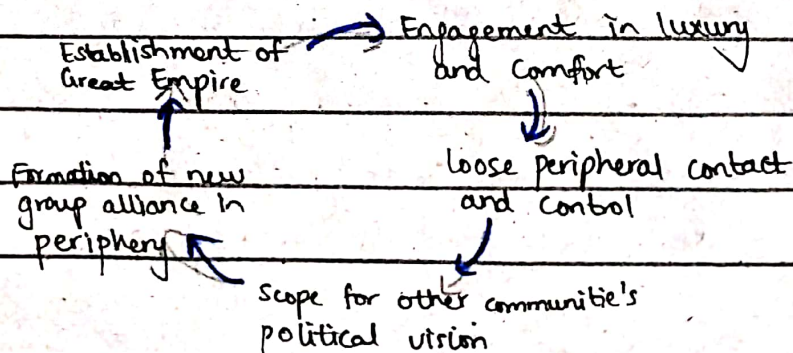 Establishment of
Great Empire
Engagement in luxury
and comfort
loose peripheral contact
and control
Scope for other communitie's
political vision
Formation of new
group alliance in
periphery